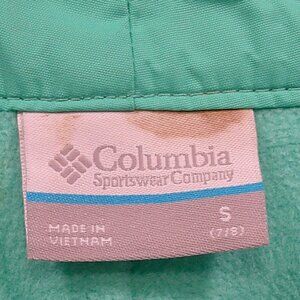 Columbia
Sportswear Company
S
MADE IN
VIETNAM
(7/8)